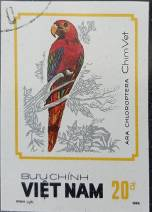 ARA CHLOROPTERA Chim Vẹt
BƯU CHÍNH
VIỆT NAM 20đ